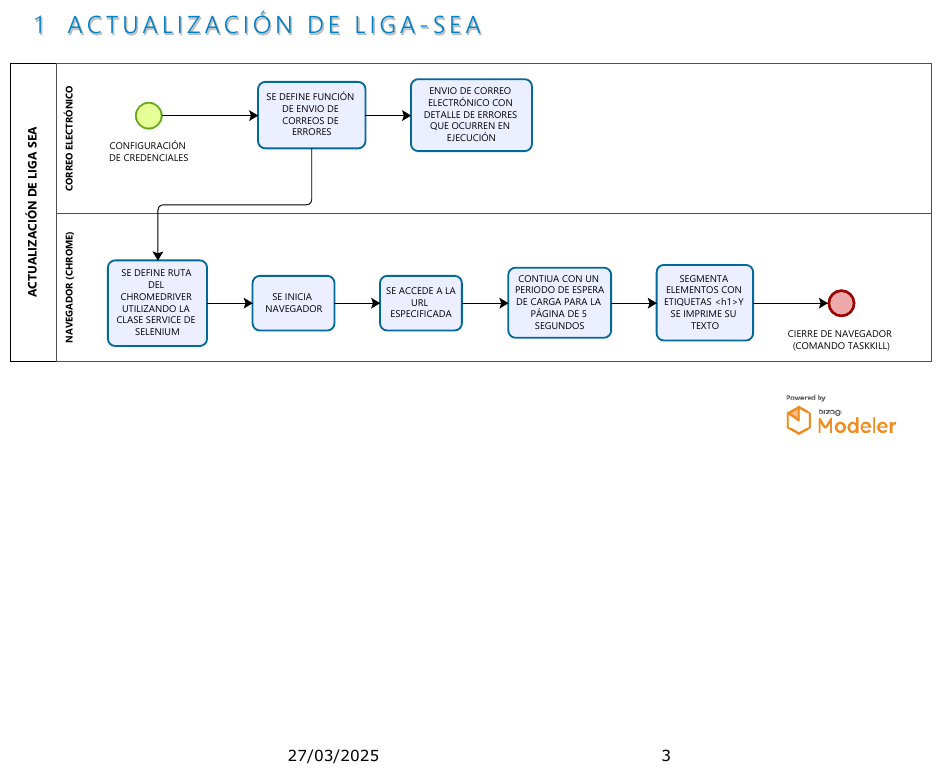 1 ACTUALIZACIÓN DE LIGA-SEA
ACTUALIZACIÓN DE LIGA SEA
CORREO ELECTRÓNICO
CONFIGURACIÓN
DE CREDENCIALES
SE DEFINE FUNCIÓN
DE ENVIO DE
CORREOS DE
ERRORES
ENVIO DE CORREO
ELECTRÓNICO CON
DETALLE DE ERRORES
QUE OCURREN EN
EJECUCIÓN
NAVEGADOR (CHROME)
SE DEFINE RUTA
DEL
CHROMEDRIVER
UTILIZANDO LA
CLASE SERVICE DE
SELENIUM
SE INICIA
NAVEGADOR
SE ACCEDE A LA
URL
ESPECIFICADA
CONTIUA CON UN
PERIODO DE ESPERA
DE CARGA PARA LA
PÁGINA DE 5
SEGUNDOS
SEGMENTA
ELEMENTOS CON
ETIQUETAS <h1>Y
SE IMPRIME SU
TEXTO
CIERRE DE NAVEGADOR
(COMANDO TASKKILL)
Powered by
bizagi
Modeler
27/03/2025 3